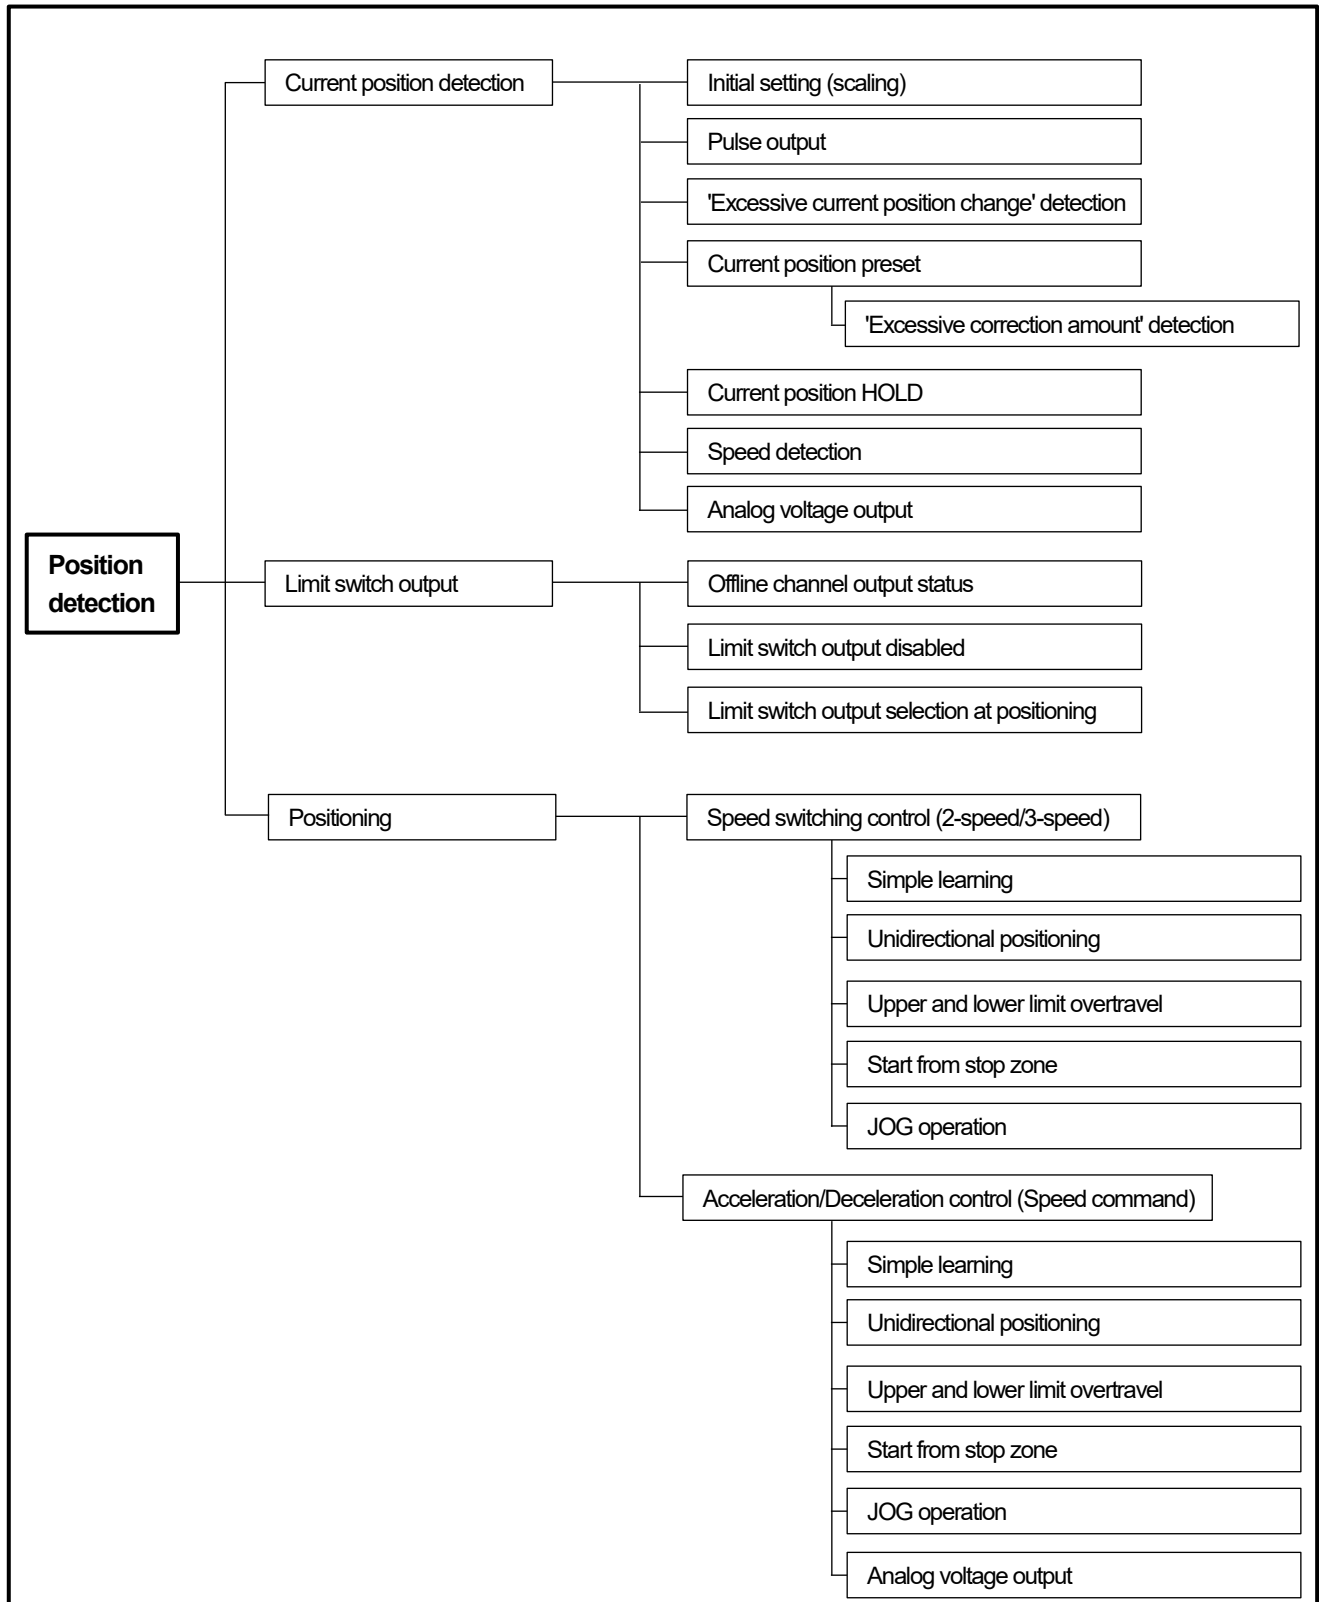 Position
detection
Current position detection
Initial setting (scaling)
Pulse output
'Excessive current position change' detection
Current position preset
'Excessive correction amount' detection
Current position HOLD
Speed detection
Analog voltage output
Limit switch output
Offline channel output status
Limit switch output disabled
Limit switch output selection at positioning
Positioning
Speed switching control (2-speed/3-speed)
Simple learning
Unidirectional positioning
Upper and lower limit overtravel
Start from stop zone
JOG operation
Acceleration/Deceleration control (Speed command)
Simple learning
Unidirectional positioning
Upper and lower limit overtravel
Start from stop zone
JOG operation
Analog voltage output